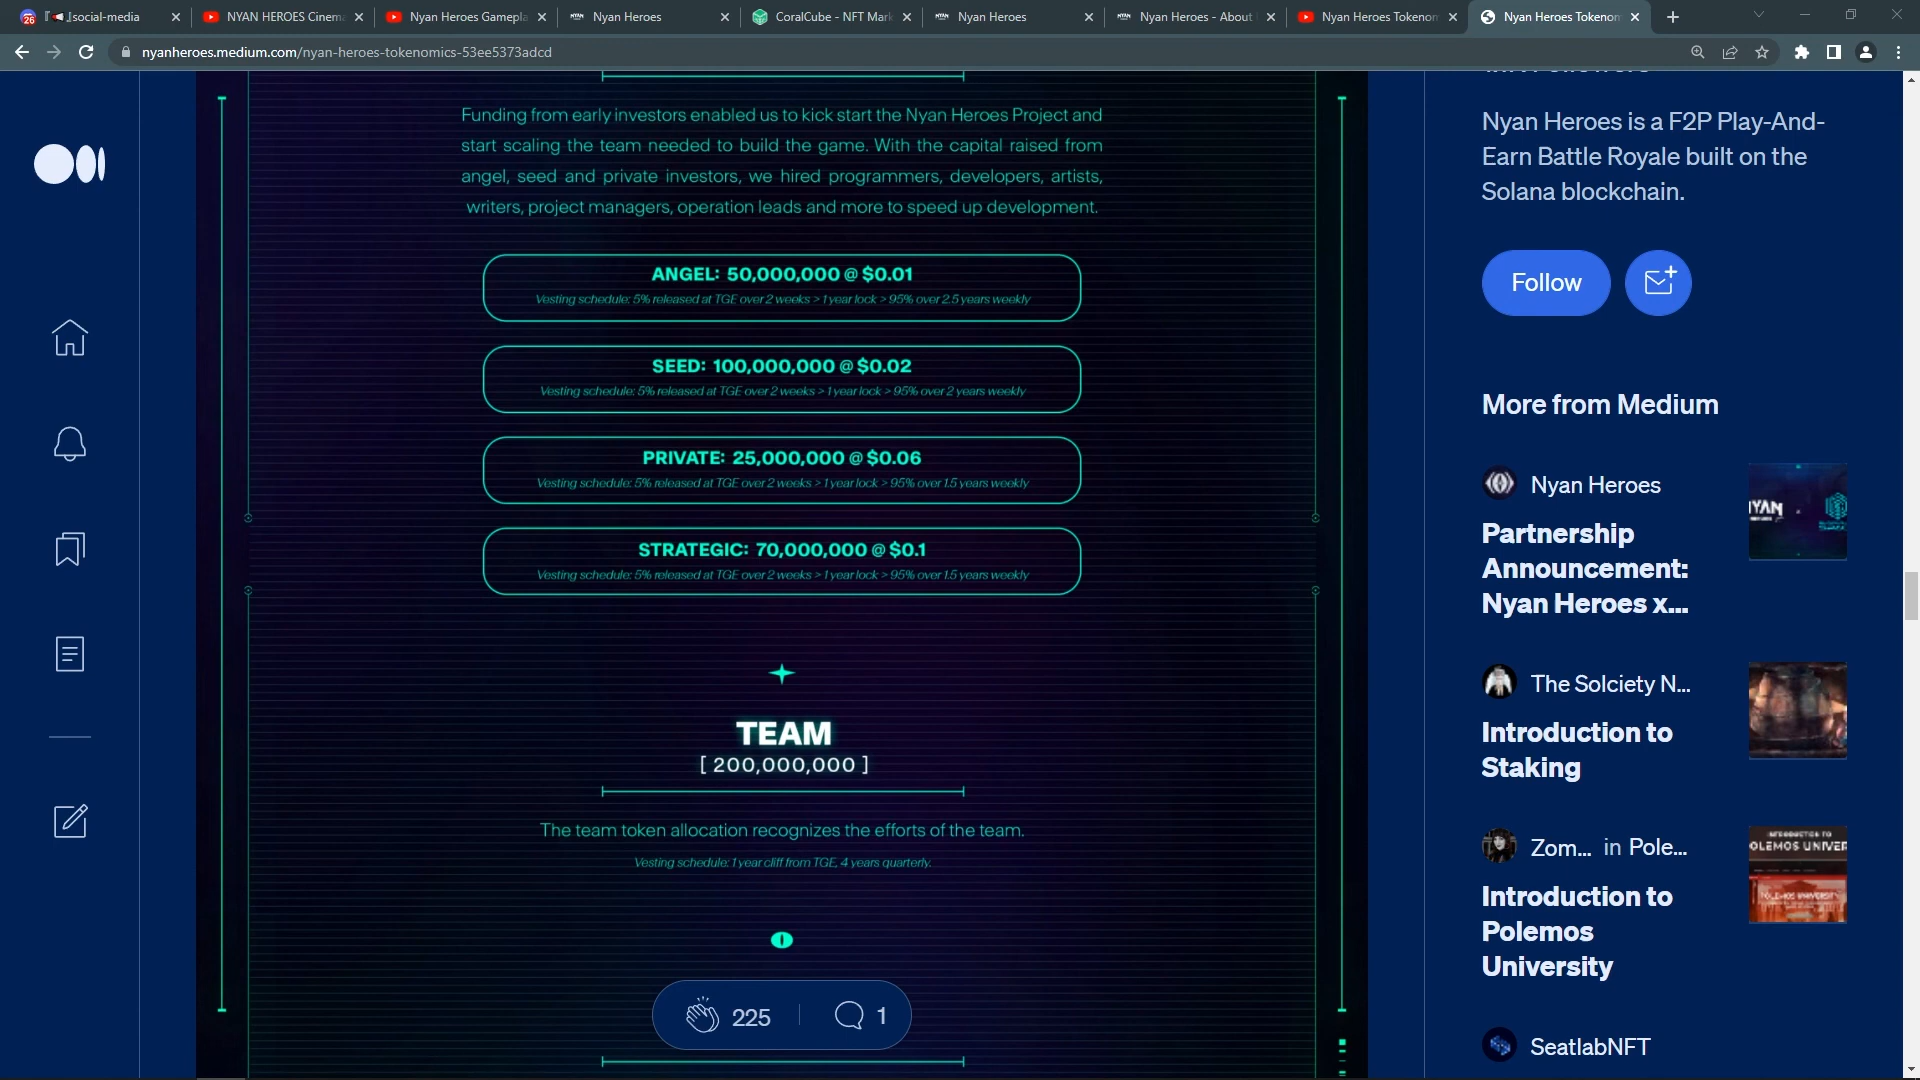 『📢』social-media
NYAN HEROES Cinema
Nyan Heroes Gamepla
Nyan Heroes
CoralCube - NFT Mark
Nyan Heroes
Nyan Heroes - About
Nyan Heroes Tokenom
Nyan Heroes Tokenom
nyanheroes.medium.com/nyan-heroes-tokenomics-53ee5373adcd
Funding from early investors enabled us to kick start the Nyan Heroes Project and
start scaling the team needed to build the game. With the capital raised from
angel, seed and private investors, we hired programmers, developers, artists,
writers, project managers, operation leads and more to speed up development.
ANGEL: 50,000,000 @ $0.01
Vesting schedule: 5% released at TGE over 2 weeks > 1 year lock > 95% over 2.5 years weekly
SEED: 100,000,000 @ $0.02
Vesting schedule: 5% released at TGE over 2 weeks > 1 year lock > 95% over 2 years weekly
PRIVATE: 25,000,000 @ $0.06
Vesting schedule: 5% released at TGE over 2 weeks > 1 year lock > 95% over 1.5 years weekly
STRATEGIC: 70,000,000 @ $0.1
Vesting schedule: 5% released at TGE over 2 weeks > 1 year lock > 95% over 1.5 years weekly
TEAM
[ 200,000,000 ]
The team token allocation recognizes the efforts of the team.
Vesting schedule: 1 year cliff from TGE, 4 years quarterly.
225
1
Nyan Heroes is a F2P Play-And-
Earn Battle Royale built on the
Solana blockchain.
Follow
More from Medium
Nyan Heroes
Partnership
Announcement:
Nyan Heroes x...
The Solciety N...
Introduction to
Staking
Zom... in Pole...
Introduction to
Polemos
University
SeatlabNFT